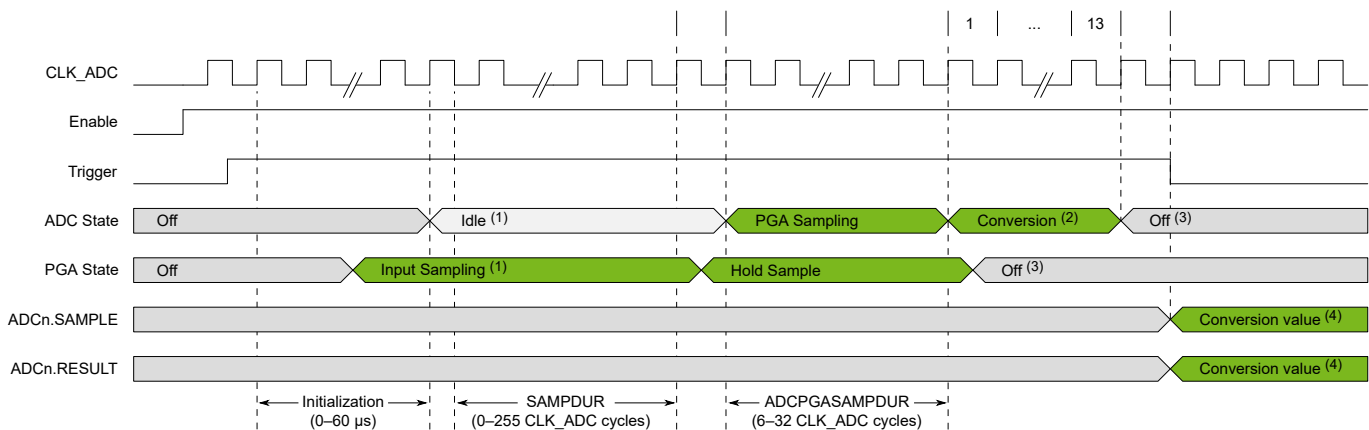 1 ... 13
CLK_ADC
Enable
Trigger
ADC State Off Idle (1) PGA Sampling Conversion (2) Off (3)
PGA State Off Input Sampling (1) Hold Sample Off (3)
ADCn.SAMPLE Conversion value (4)
ADCn.RESULT Conversion value (4)
Initialization SAMPDUR ADCPGASAMPDUR
(0–60 µs) (0–255 CLK_ADC cycles) (6–32 CLK_ADC cycles)